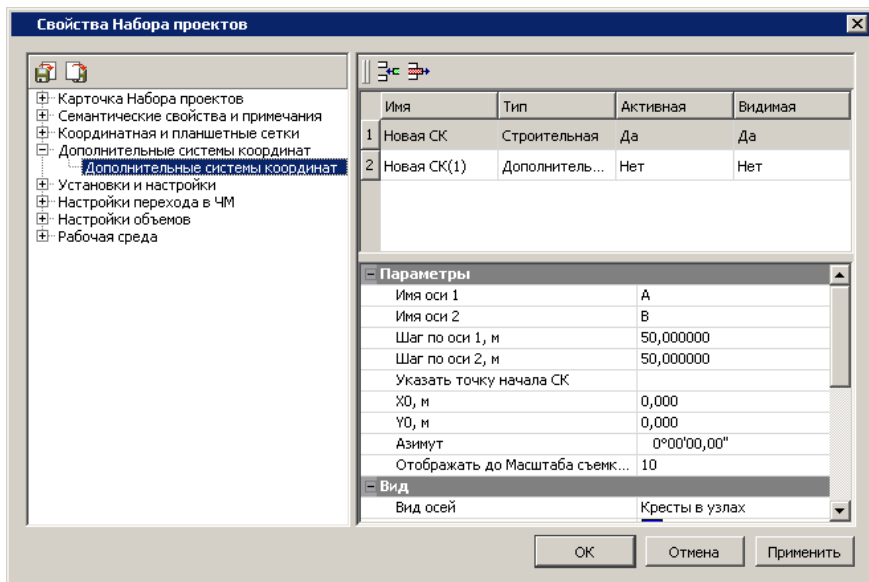 Свойства Набора проектов
Карточка Набора проектов
Семантические свойства и примечания
Координатная и планшетные сетки
Дополнительные системы координат
Дополнительные системы координат
Установки и настройки
Настройки перехода в ЧМ
Настройки объемов
Рабочая среда
Имя Тип Активная Видимая
1 Новая СК Строительная Да Да
2 Новая СК(1) Дополнитель... Нет Нет
Параметры
Имя оси 1 A
Имя оси 2 B
Шаг по оси 1, м 50,000000
Шаг по оси 2, м 50,000000
Указать точку начала СК
X0, м 0,000
Y0, м 0,000
Азимут 0°00'00,00"
Отображать до Масштаба съемк... 10
Вид
Вид осей Кресты в узлах
ОК Отмена Применить